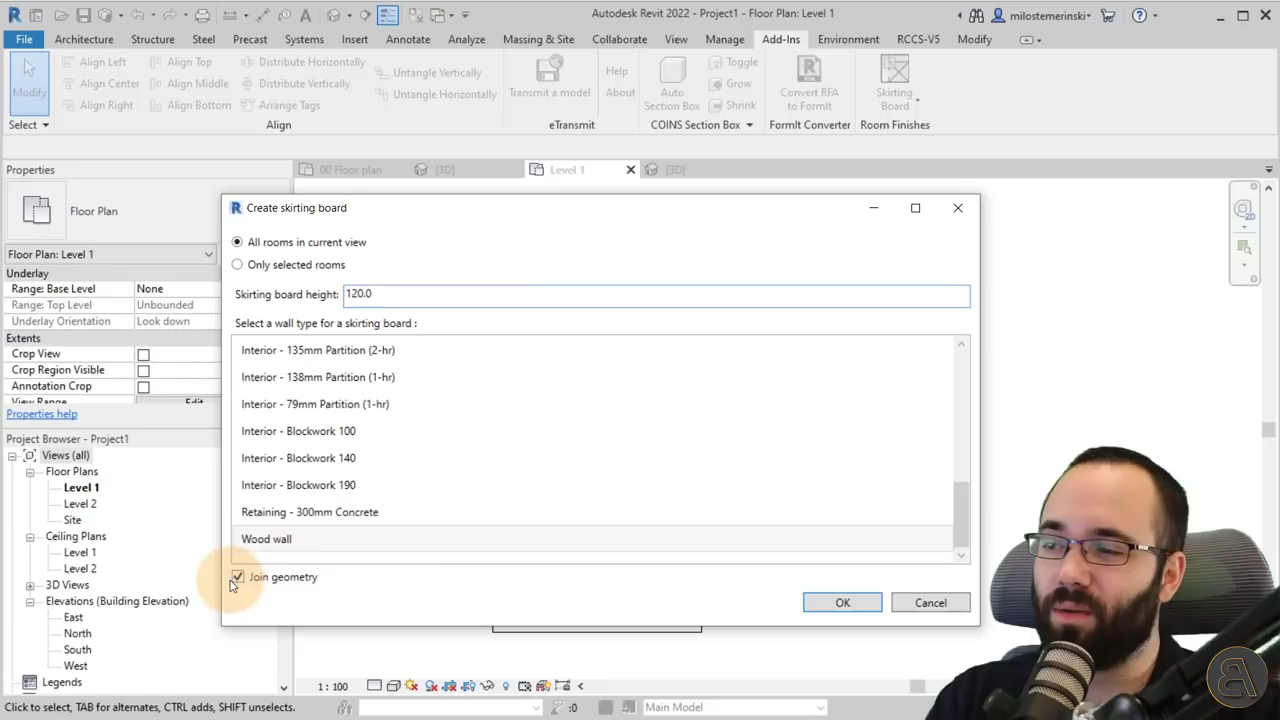 Autodesk Revit 2022 - Project1 - Floor Plan: Level 1
milostemerinski
File Architecture Structure Steel Precast Systems Insert Annotate Analyze Massing & Site Collaborate View Manage Add-Ins Environment RCCS-V5 Modify
Modify
Select
Align Left
Align Center
Align Right
Align Top
Align Middle
Align Bottom
Distribute Horizontally
Distribute Vertically
Arrange Tags
Untangle Vertically
Untangle Horizontally
Align
Transmit a model
eTransmit
Help
About
Auto
Section Box
Toggle
Grow
Shrink
COINS Section Box
Convert RFA
to FormIt
FormIt Converter
Skirting
Board
Room Finishes
Properties
00 Floor plan
{3D}
Level 1
{3D}
Floor Plan
Floor Plan: Level 1
Underlay
Range: Base Level None
Range: Top Level Unbounded
Underlay Orientation Look down
Extents
Crop View
Crop Region Visible
Annotation Crop
View Range Edit
Properties help
Project Browser - Project1
Views (all)
Floor Plans
Level 1
Level 2
Site
Ceiling Plans
Level 1
Level 2
3D Views
Elevations (Building Elevation)
East
North
South
West
Legends
Create skirting board
All rooms in current view
Only selected rooms
Skirting board height: 120.0
Select a wall type for a skirting board :
Interior - 135mm Partition (2-hr)
Interior - 138mm Partition (1-hr)
Interior - 79mm Partition (1-hr)
Interior - Blockwork 100
Interior - Blockwork 140
Interior - Blockwork 190
Retaining - 300mm Concrete
Wood wall
Join geometry
OK
Cancel
2D
1 : 100
Click to select, TAB for alternates, CTRL adds, SHIFT unselects.
:0
Main Model